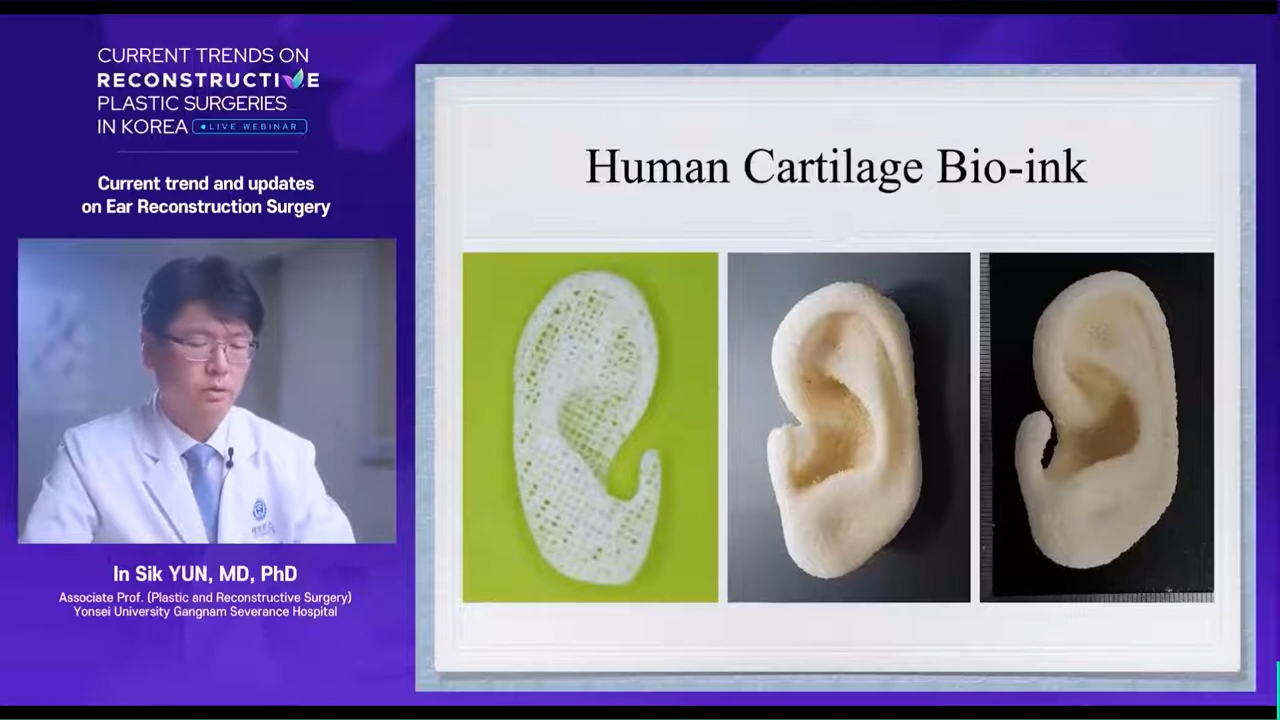 CURRENT TRENDS ON
RECONSTRUCTIVE
PLASTIC SURGERIES
IN KOREA LIVE WEBINAR
Current trend and updates
on Ear Reconstruction Surgery
In Sik YUN, MD, PhD
Associate Prof. (Plastic and Reconstructive Surgery)
Yonsei University Gangnam Severance Hospital
Human Cartilage Bio-ink